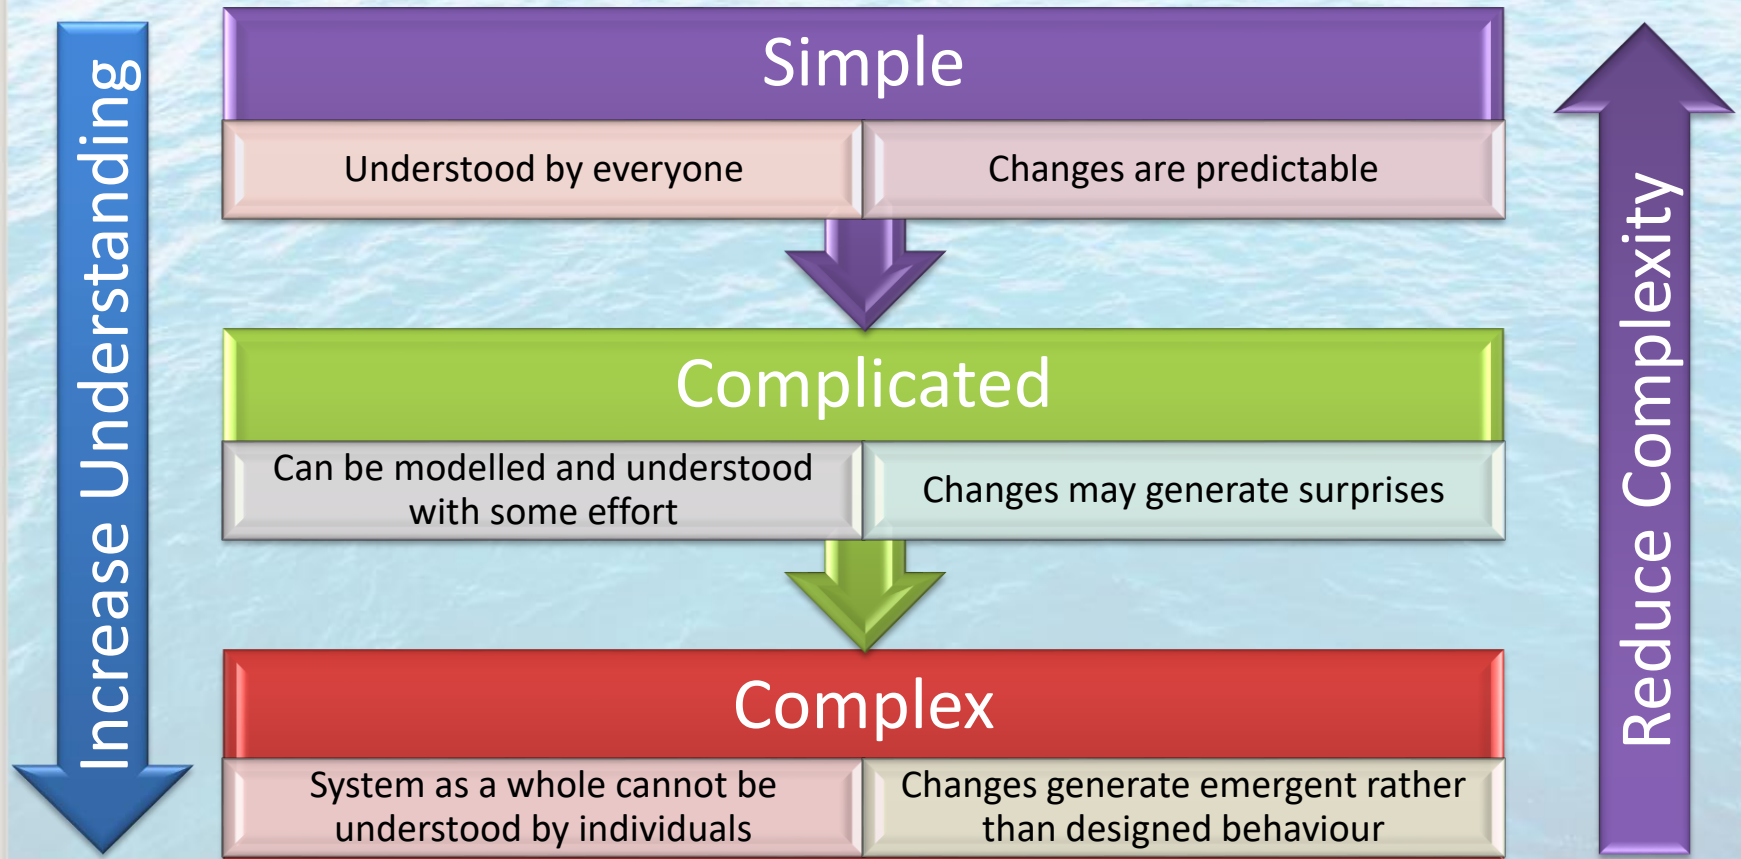 Increase Understanding
Simple
Understood by everyone
Changes are predictable
Complicated
Can be modelled and understood
with some effort
Changes may generate surprises
Complex
System as a whole cannot be
understood by individuals
Changes generate emergent rather
than designed behaviour
Reduce Complexity